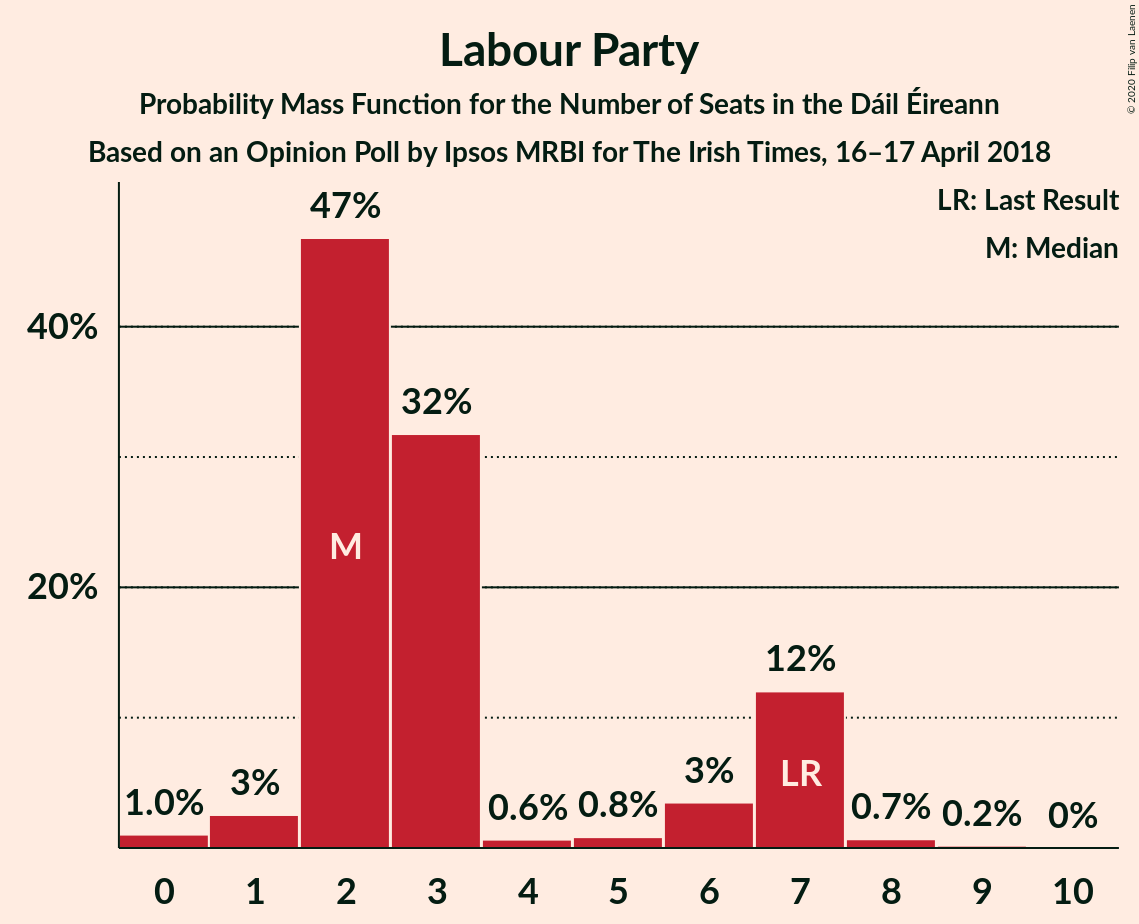 Labour Party
Probability Mass Function for the Number of Seats in the Dáil Éireann
Based on an Opinion Poll by Ipsos MRBI for The Irish Times, 16–17 April 2018
© 2020 Filip van Laenen
LR: Last Result
M: Median
47%
40%
32%
M
20%
12%
LR
1.0% 3% 0.6% 0.8% 3% 0.7% 0.2% 0%
0 1 2 3 4 5 6 7 8 9 10